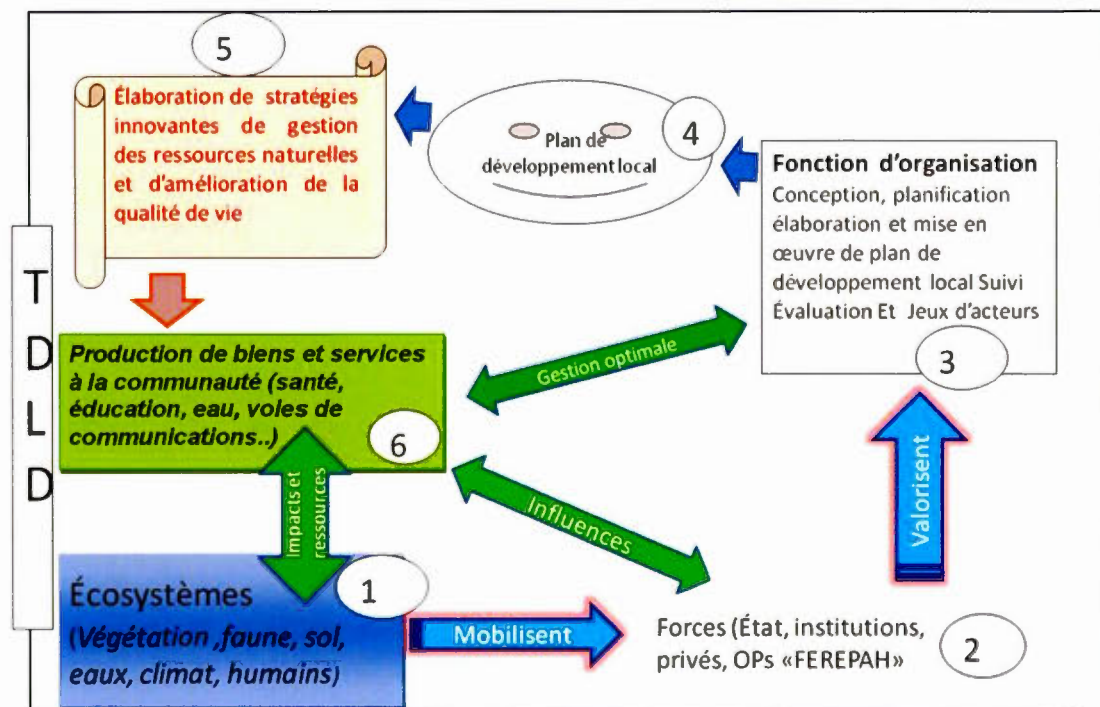 5
Élaboration de stratégies
innovantes de gestion
des ressources naturelles
et d'amélioration de la
qualité de vie
4
Plan de
développement local
Fonction d'organisation
Conception, planification
élaboration et mise en
œuvre de plan de
développement local Suivi
Évaluation Et Jeux d'acteurs
3
T
D
L
D
Production de biens et services
à la communauté (santé,
éducation, eau, voies de
communications..)
6
Gestion optimale
Influences
Impacts et
ressources
Valorisent
Écosystèmes
(Végétation ,faune, sol,
eaux, climat, humains)
1
Mobilisent
Forces (État, institutions,
privés, OPs «FEREPAH»
2